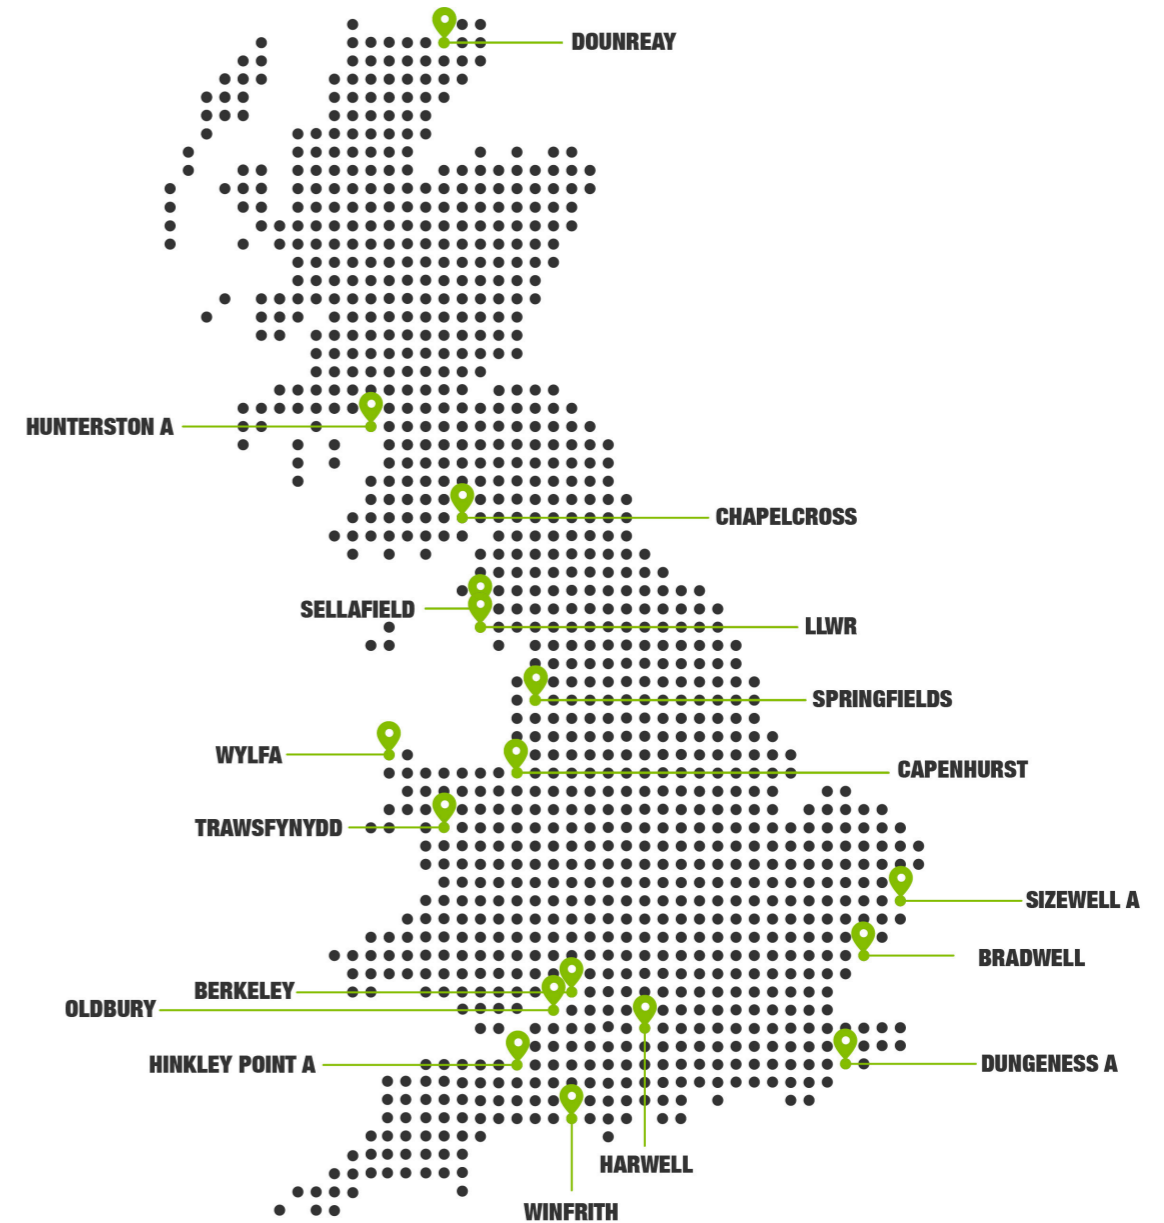 DOUNREAY
HUNTERSTON A
CHAPELCROSS
SELLAFIELD
LLWR
SPRINGFIELDS
WYLFA
CAPENHURST
TRAWSFYNYDD
SIZEWELL A
BRADWELL
BERKELEY
OLDBURY
HINKLEY POINT A
DUNGENESS A
HARWELL
WINFRITH